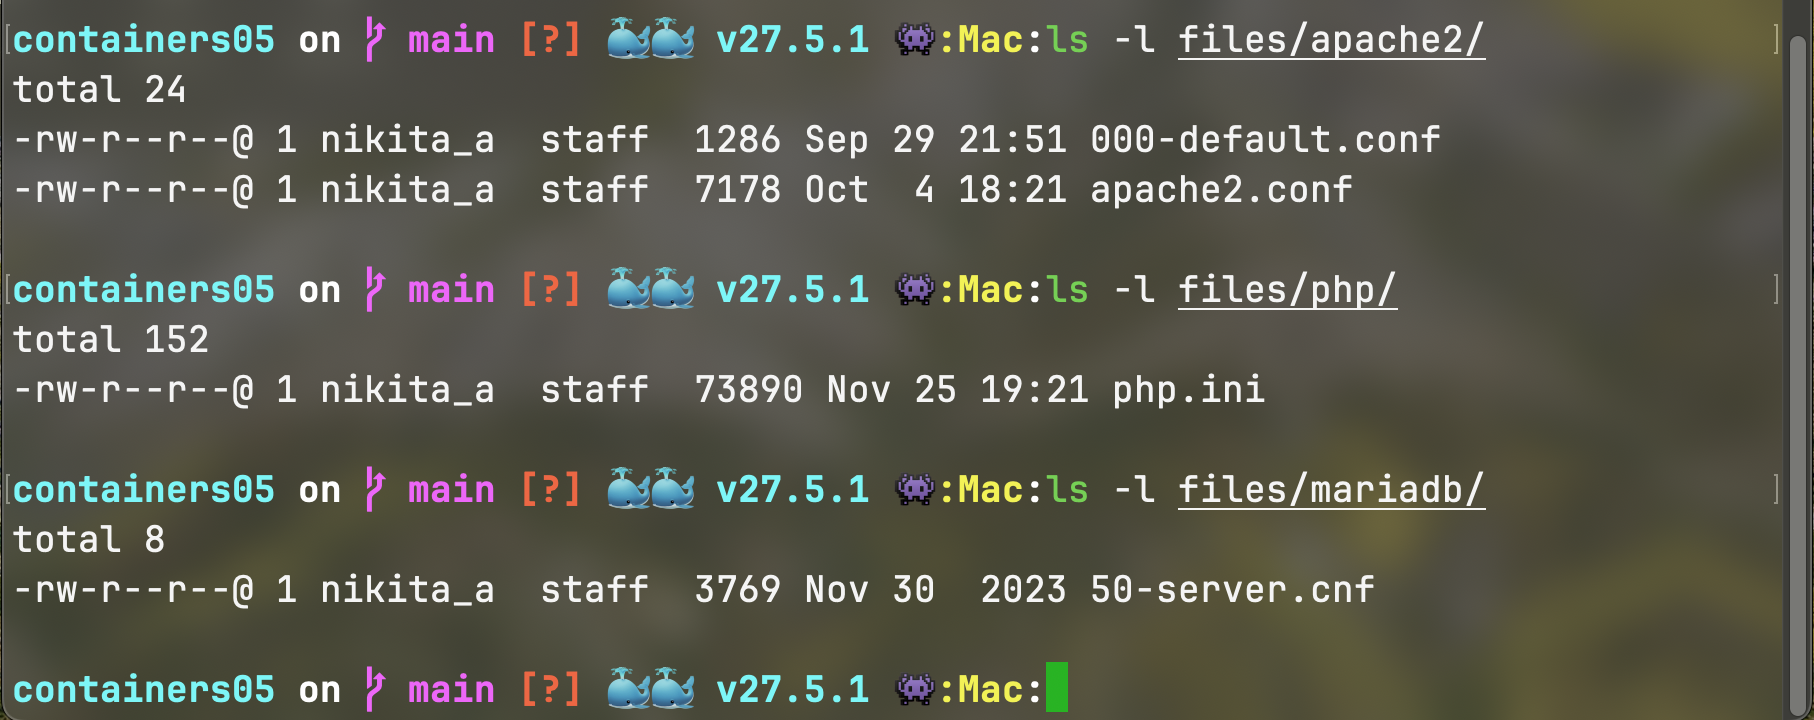 containers05 on main [?] 🐳🐳 v27.5.1 👾:Mac:ls -l files/apache2/
total 24
-rw-r--r--@ 1 nikita_a  staff  1286 Sep 29 21:51 000-default.conf
-rw-r--r--@ 1 nikita_a  staff  7178 Oct  4 18:21 apache2.conf
containers05 on main [?] 🐳🐳 v27.5.1 👾:Mac:ls -l files/php/
total 152
-rw-r--r--@ 1 nikita_a  staff  73890 Nov 25 19:21 php.ini
containers05 on main [?] 🐳🐳 v27.5.1 👾:Mac:ls -l files/mariadb/
total 8
-rw-r--r--@ 1 nikita_a  staff  3769 Nov 30  2023 50-server.cnf
containers05 on main [?] 🐳🐳 v27.5.1 👾:Mac: